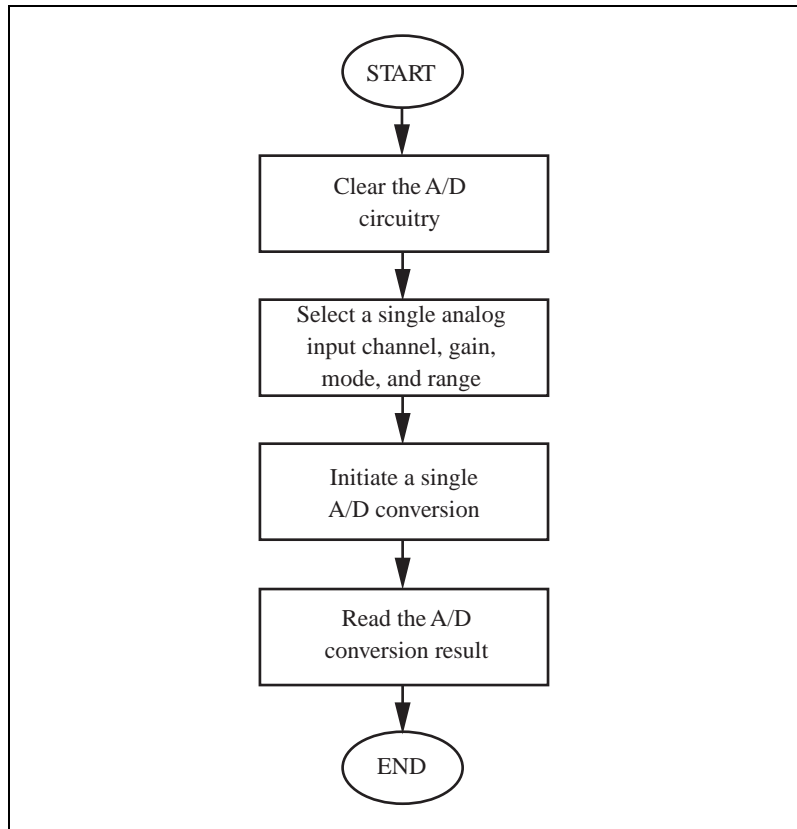 START
Clear the A/D
circuitry
Select a single analog
input channel, gain,
mode, and range
Initiate a single
A/D conversion
Read the A/D
conversion result
END